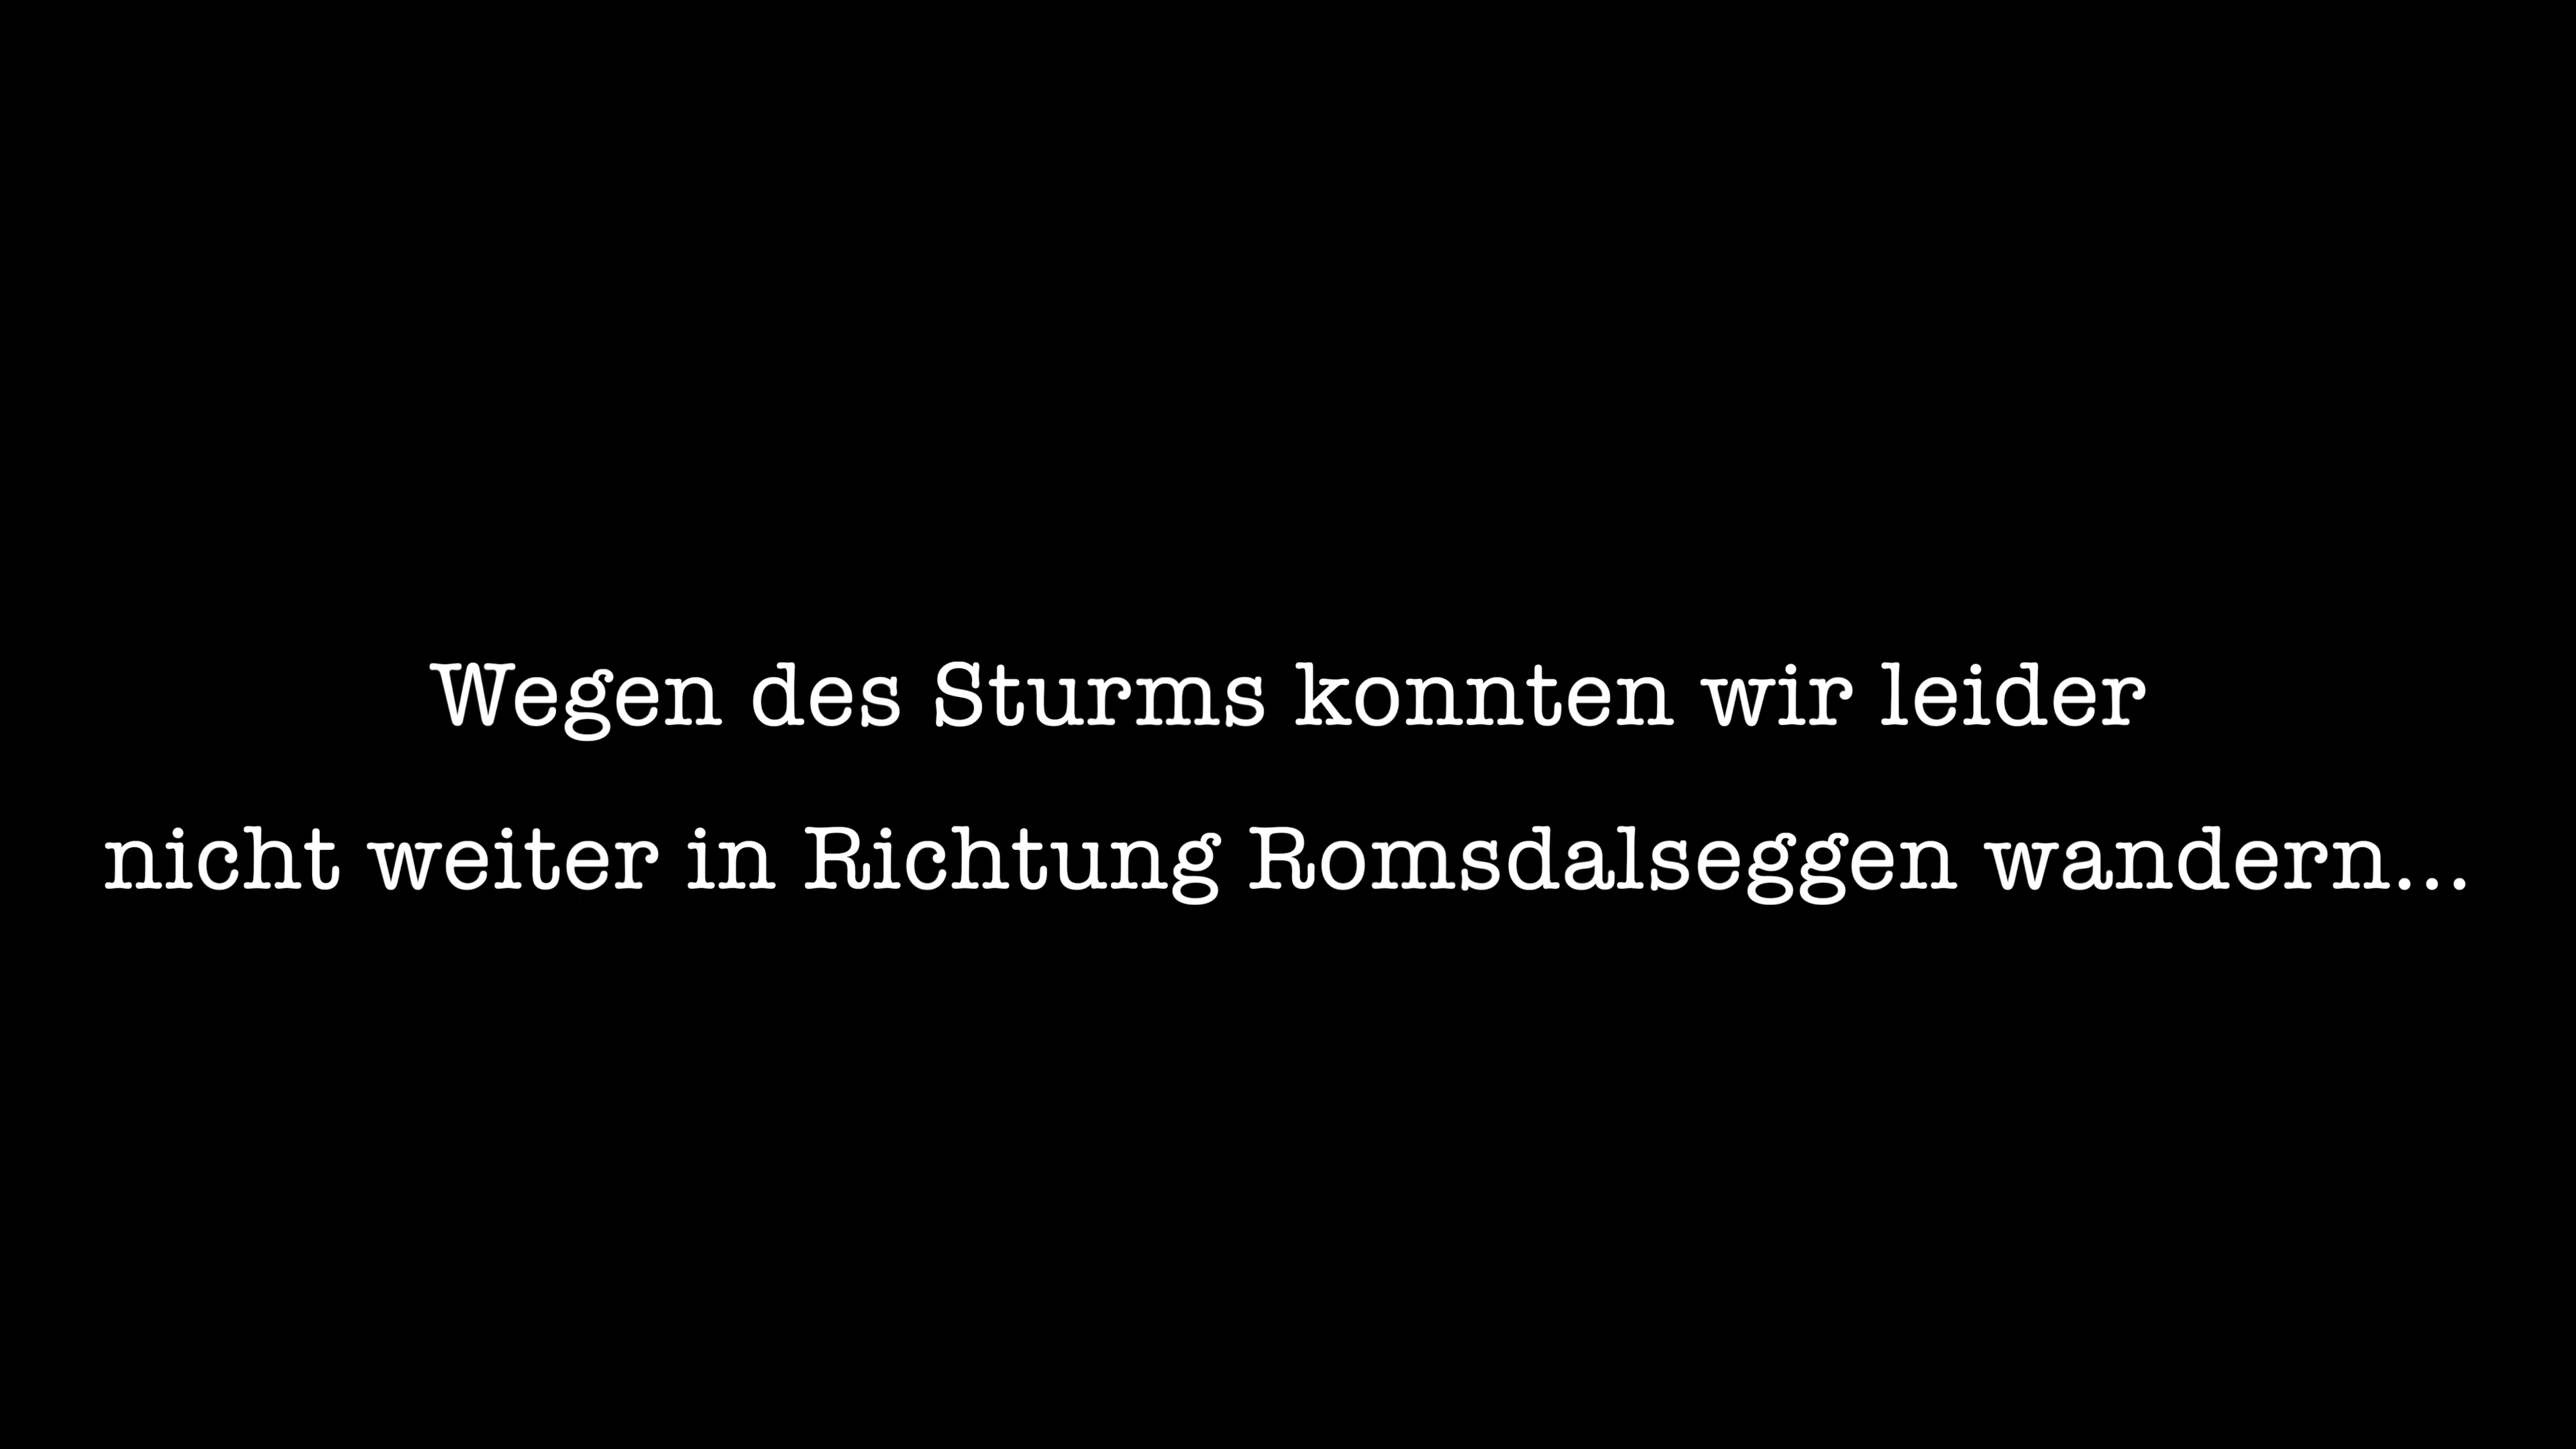 Wegen des Sturms konnten wir leider
nicht weiter in Richtung Romsdalseggen wandern...